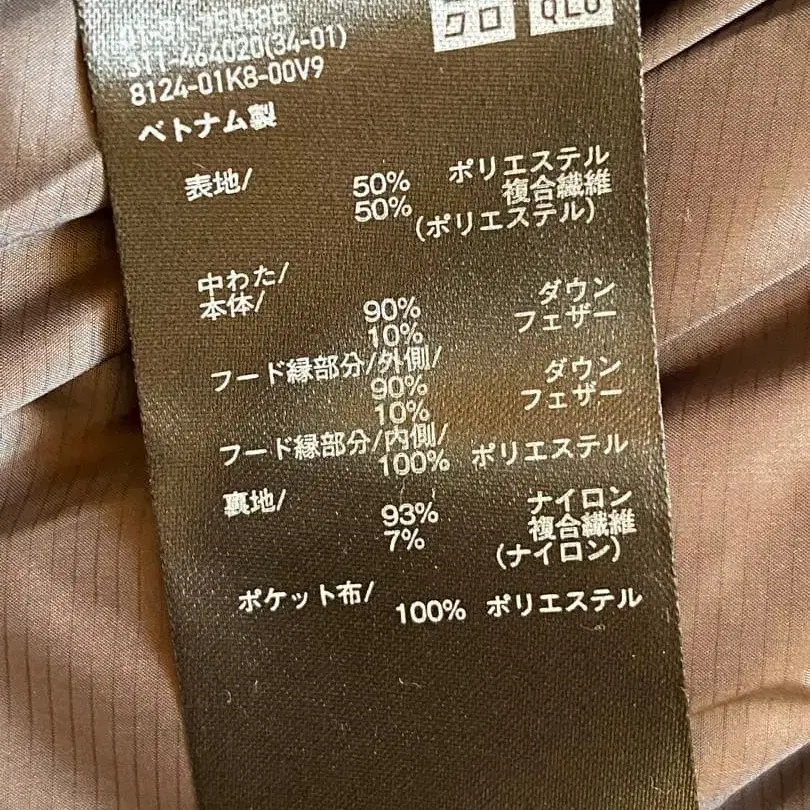 クロ QLO
311-464020(34-01)
8124-01K8-00V9
ベトナム製
表地/ 50% ポリエステル
50% 複合繊維
(ポリエステル)
中わた/
本体/ 90% ダウン
10% フェザー
フード縁部分/外側/
90% ダウン
10% フェザー
フード縁部分/内側/
100% ポリエステル
裏地/ 93% ナイロン
7% 複合繊維
(ナイロン)
ポケット布/ 100% ポリエステル